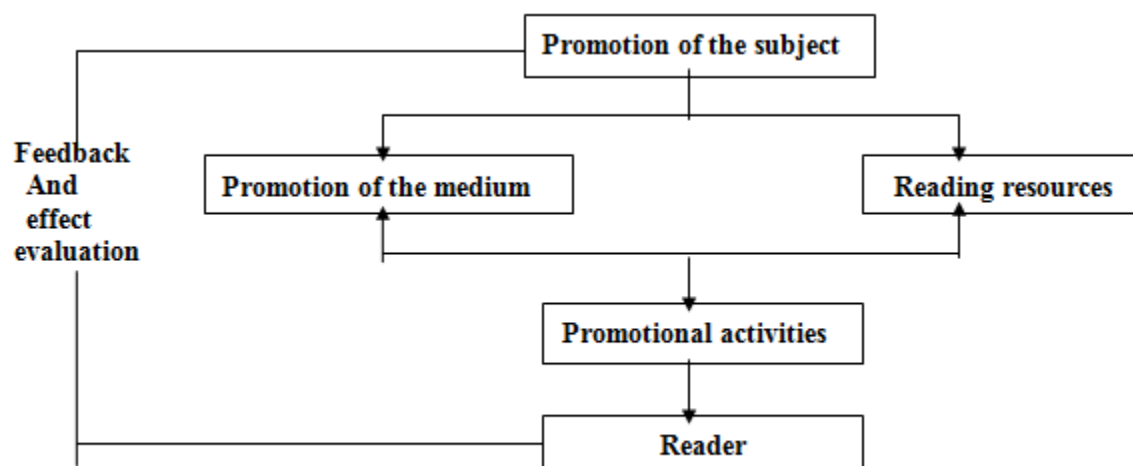 Promotion of the subject
Feedback
And
effect
evaluation
Promotion of the medium
Reading resources
Promotional activities
Reader